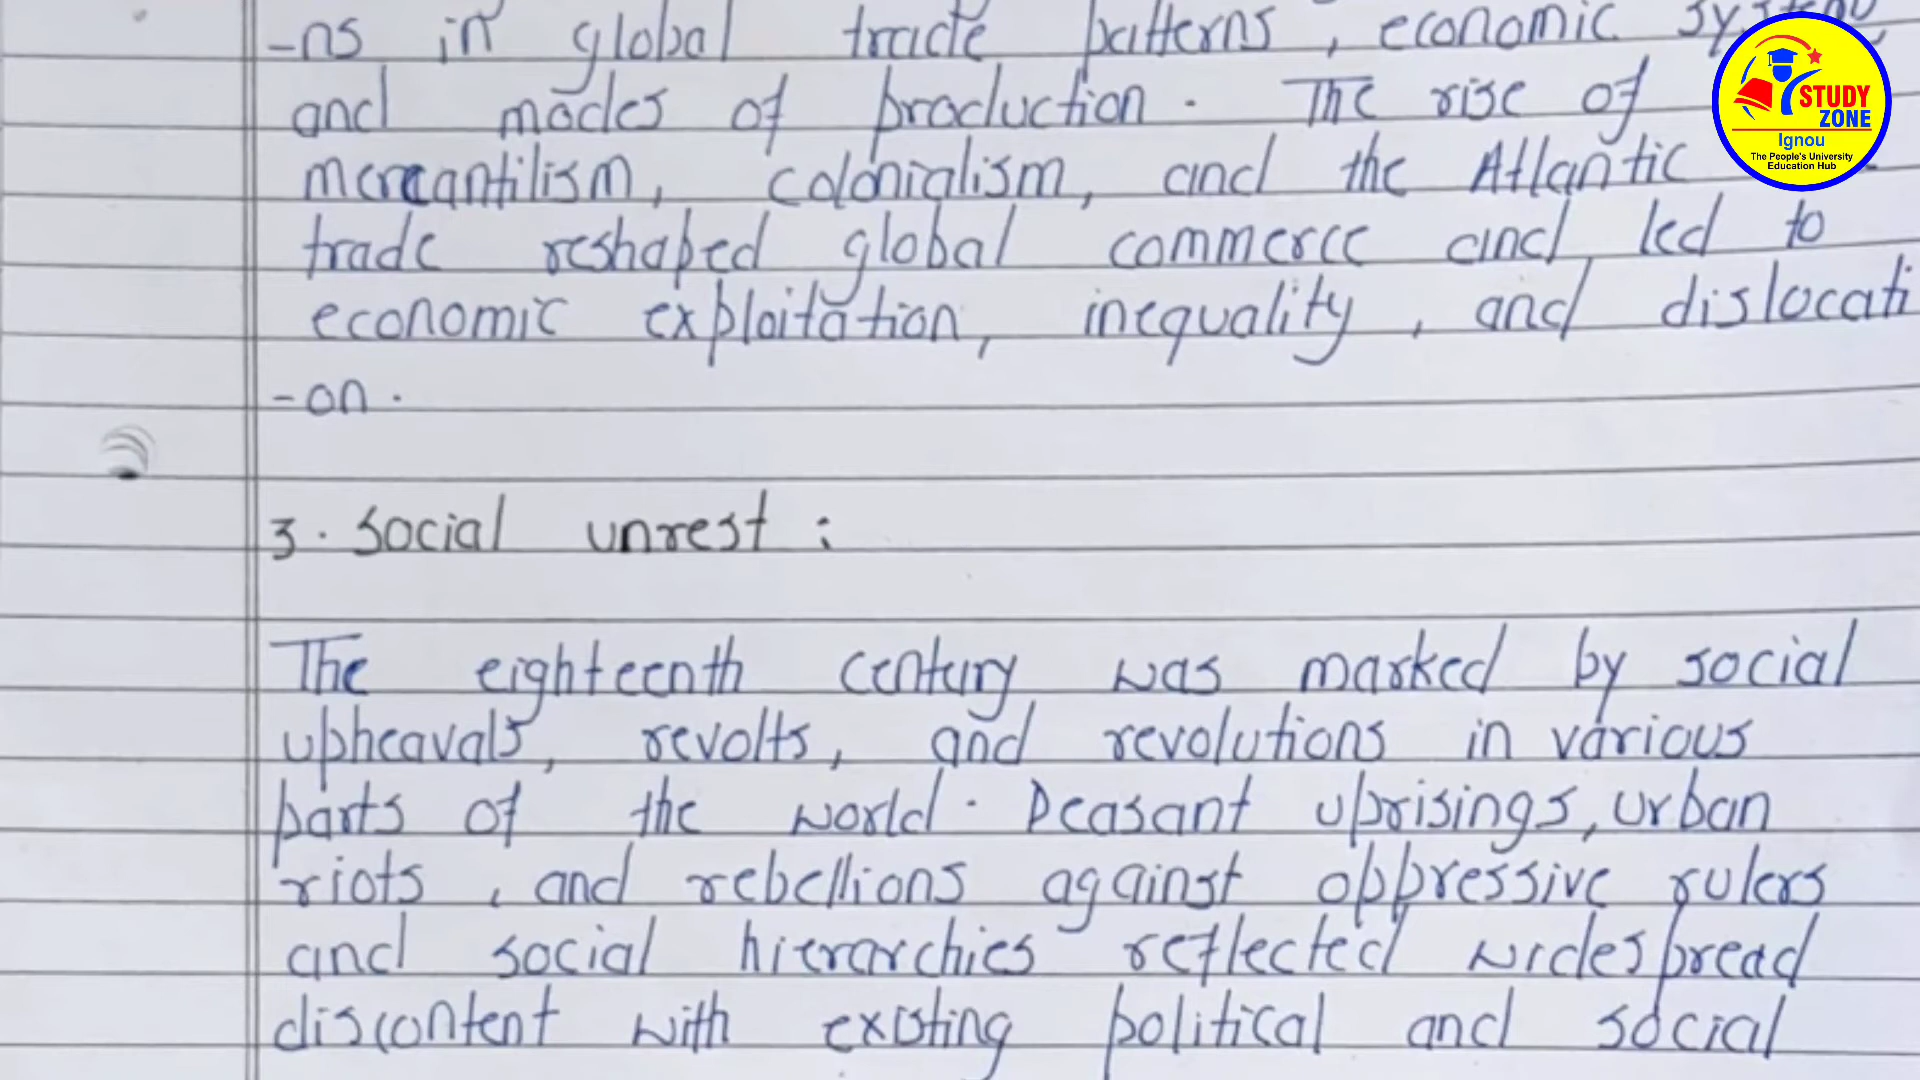 -ns in global trade patterns, economic systems,
and modes of production. The rise of
mercantilism, colonialism, and the Atlantic
trade reshaped global commerce and led to
economic exploitation, inequality, and dislocati
-on.
3. Social unrest :
The eighteenth century was marked by social
upheavals, revolts, and revolutions in various
parts of the world. Peasant uprisings, urban
riots, and rebellions against oppressive rulers
and social hierarchies reflected widespread
discontent with existing political and social
STUDY
ZONE
Ignou
The People's University
Education Hub